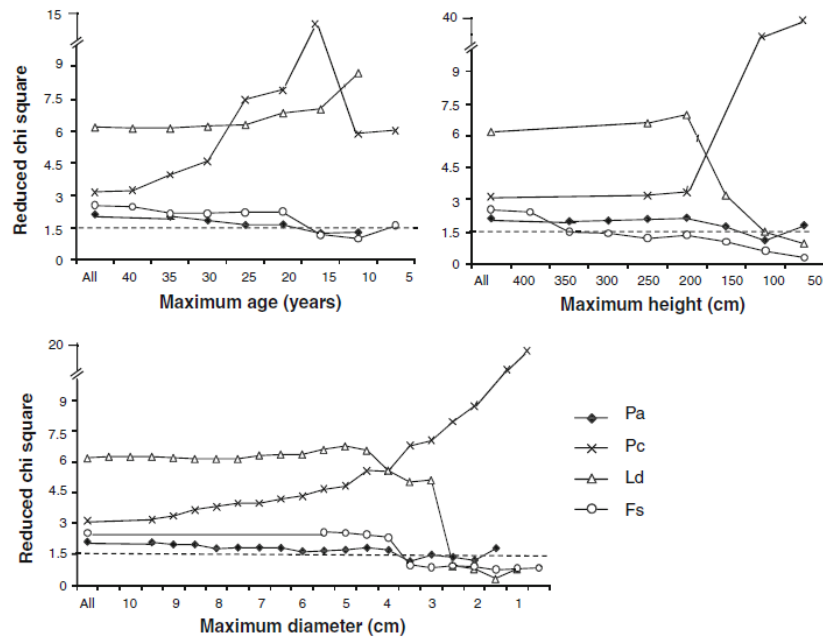 15
9
7.5
6
4.5
3
1.5
0
Reduced chi square
All 40 35 30 25 20 15 10 5
Maximum age (years)
40
9
7.5
6
4.5
3
1.5
0
All 400 350 300 250 200 150 100 50
Maximum height (cm)
20
9
7.5
6
4.5
3
1.5
0
Reduced chi square
All 10 9 8 7 6 5 4 3 2 1
Maximum diameter (cm)
Pa
Pc
Ld
Fs